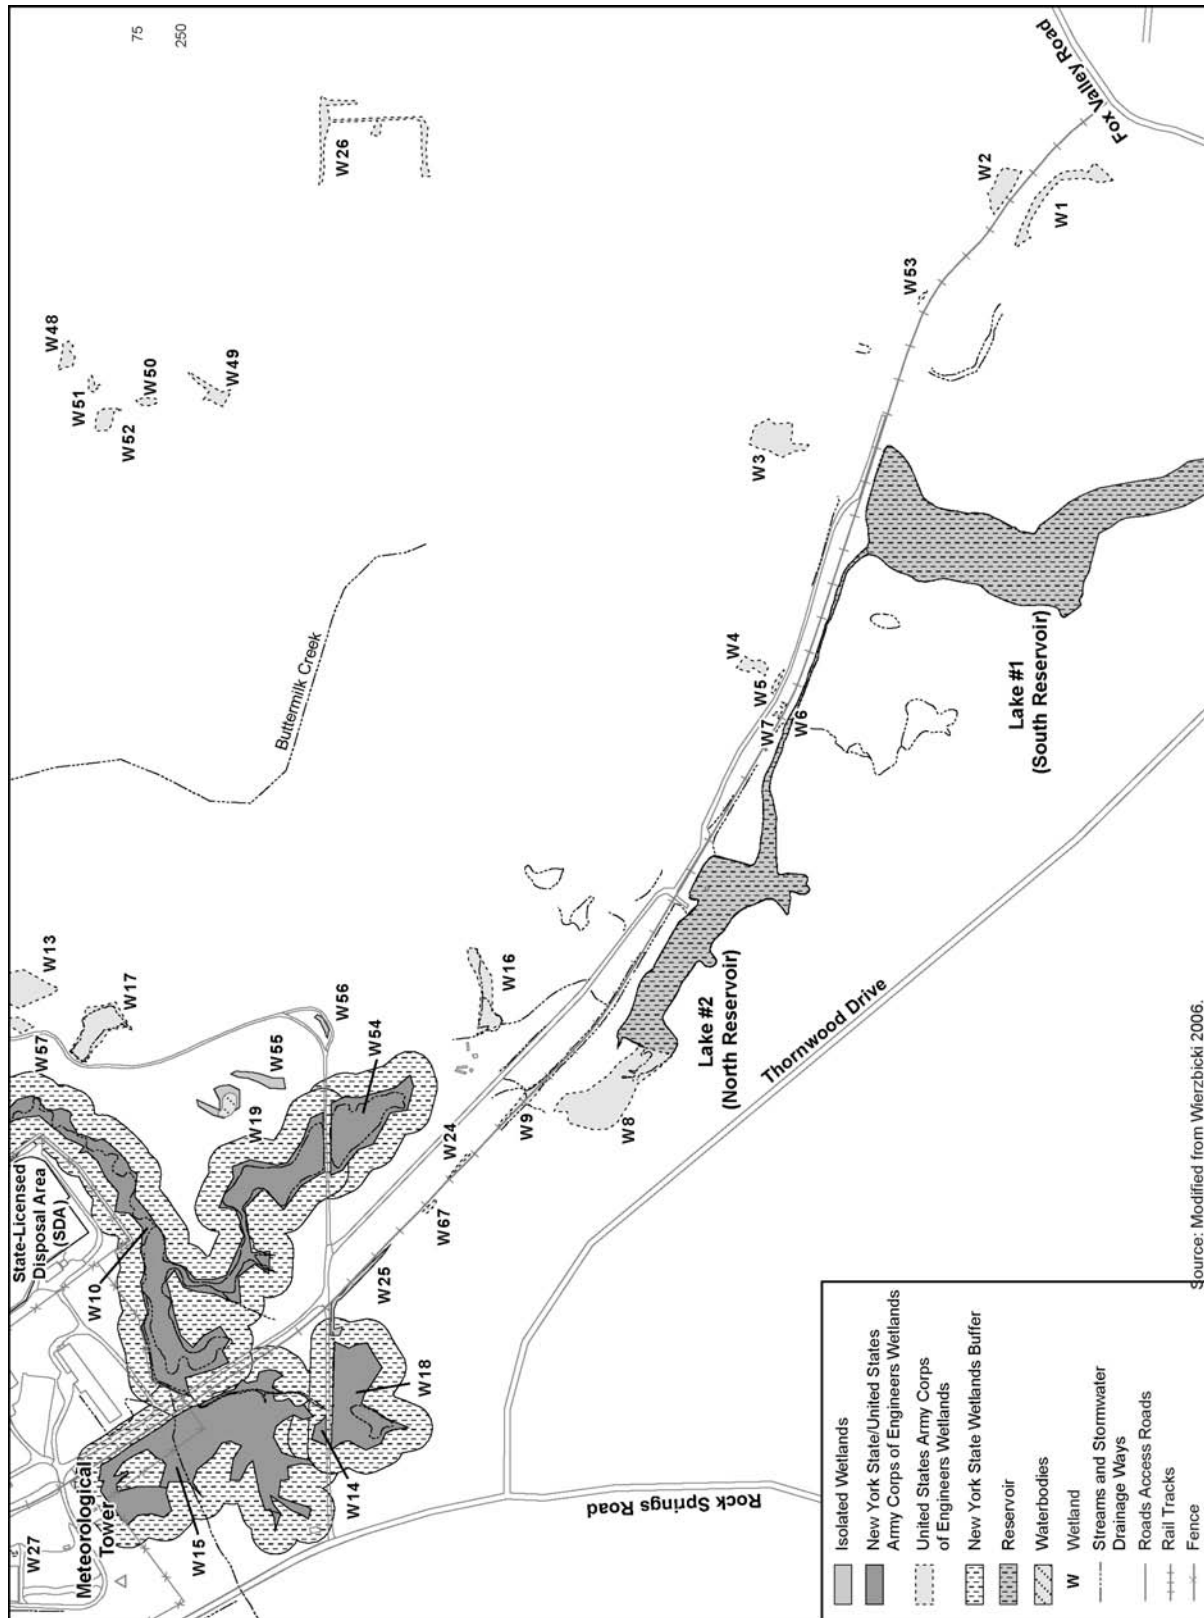 75
250
Fox Valley Road
W26
W2
W1
W53
W48
W51
W50
W49
W52
W3
Buttermilk Creek
W4
W5
W7
W6
Lake #1
(South Reservoir)
W13
W17
W57
W56
W16
W54
W55
W19
Lake #2
(North Reservoir)
Thornwood Drive
W8
W9
W24
W67
State-Licensed
Disposal Area
(SDA)
W10
W25
W18
W14
Meteorological
Tower
W15
W27
Rock Springs Road
Isolated Wetlands
New York State/United States
Army Corps of Engineers Wetlands
United States Army Corps
of Engineers Wetlands
New York State Wetlands Buffer
Reservoir
Waterbodies
W Wetland
Streams and Stormwater
Drainage Ways
Roads Access Roads
Rail Tracks
Fence
Source: Modified from Wierzbicki 2006.